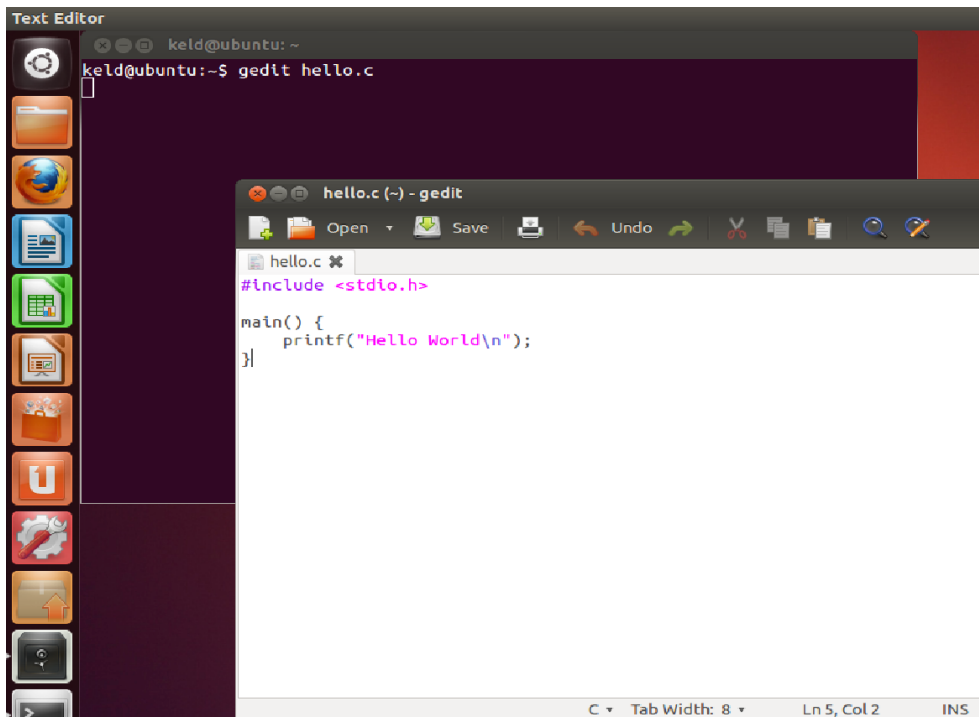 Text Editor
keld@ubuntu: ~
keld@ubuntu:~$ gedit hello.c
hello.c (~) - gedit
Open Save Undo
hello.c
#include <stdio.h>
main() {
    printf("Hello World\n");
}
C Tab Width: 8 Ln 5, Col 2 INS